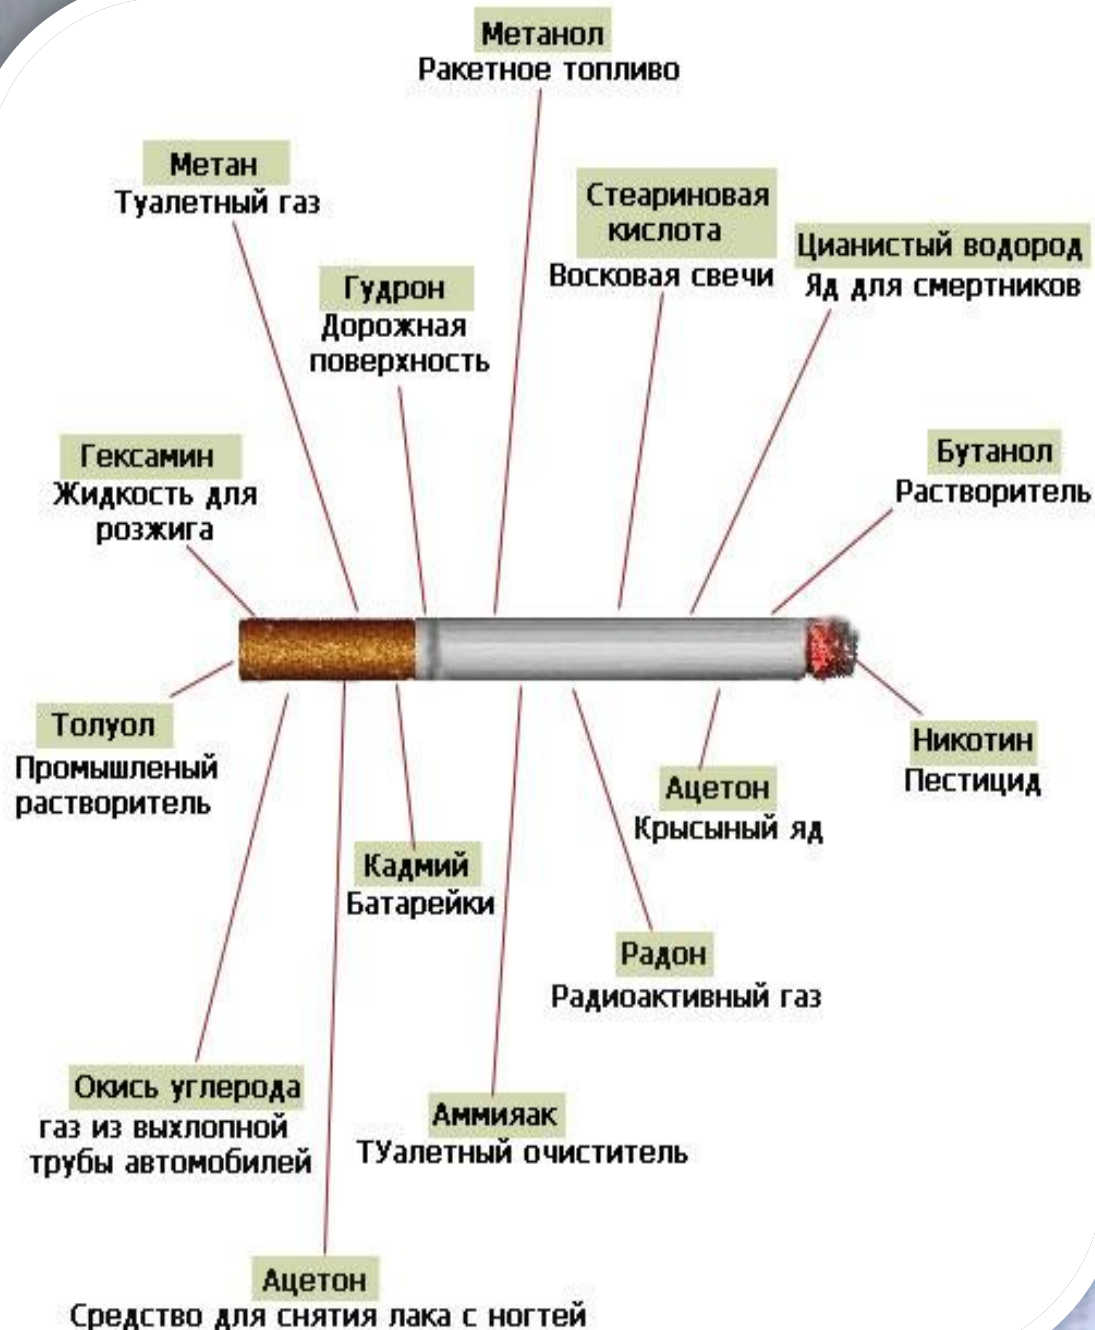 Метанол
Ракетное топливо
Метан
Туалетный газ
Стеариновая
кислота
Восковая свечи
Цианистый водород
Яд для смертников
Гудрон
Дорожная
поверхность
Гексамин
Жидкость для
розжига
Бутанол
Растворитель
Толуол
Промышленый
растворитель
Никотин
Пестицид
Ацетон
Крысыный яд
Кадмий
Батарейки
Радон
Радиоактивный газ
Окись углерода
газ из выхлопной
трубы автомобилей
Аммияак
ТУалетный очиститель
Ацетон
Средство для снятия лака с ногтей